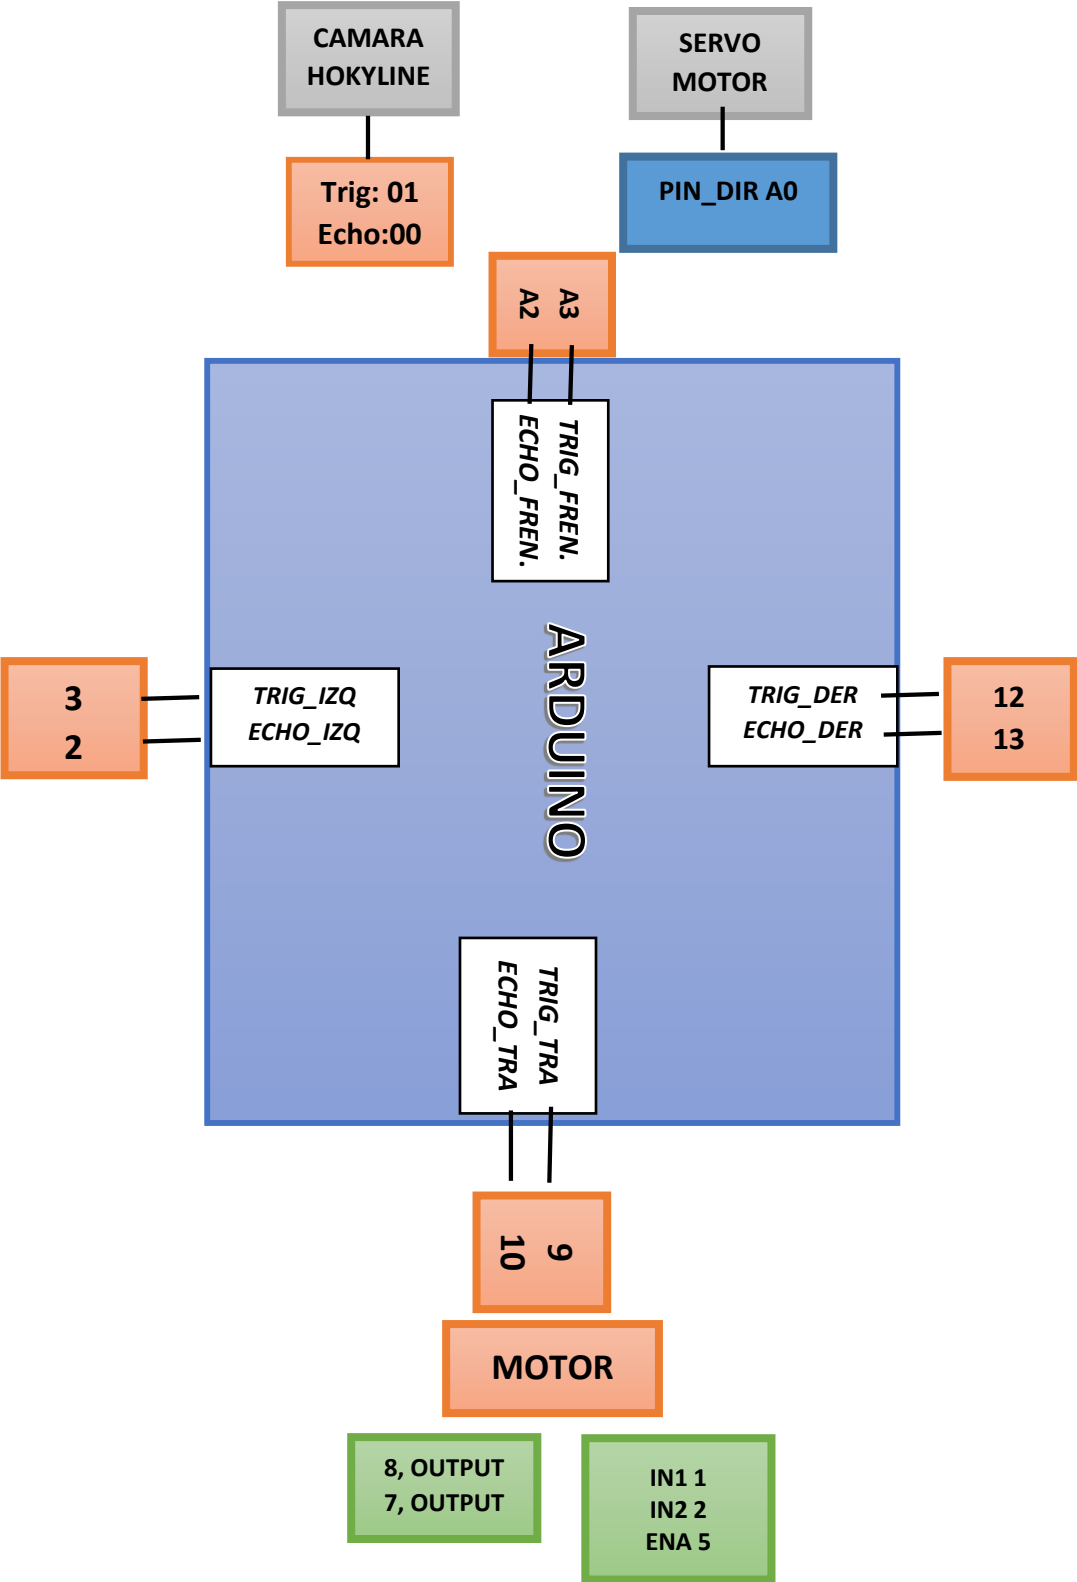 CAMARA
HOKYLINE
SERVO
MOTOR
Trig: 01
Echo:00
PIN_DIR A0
A3
A2
TRIG_FREN.
ECHO_FREN.
ARDUINO
3
2
TRIG_IZQ
ECHO_IZQ
TRIG_DER
ECHO_DER
12
13
TRIG_TRA
ECHO_TRA
9
10
MOTOR
8, OUTPUT
7, OUTPUT
IN1 1
IN2 2
ENA 5